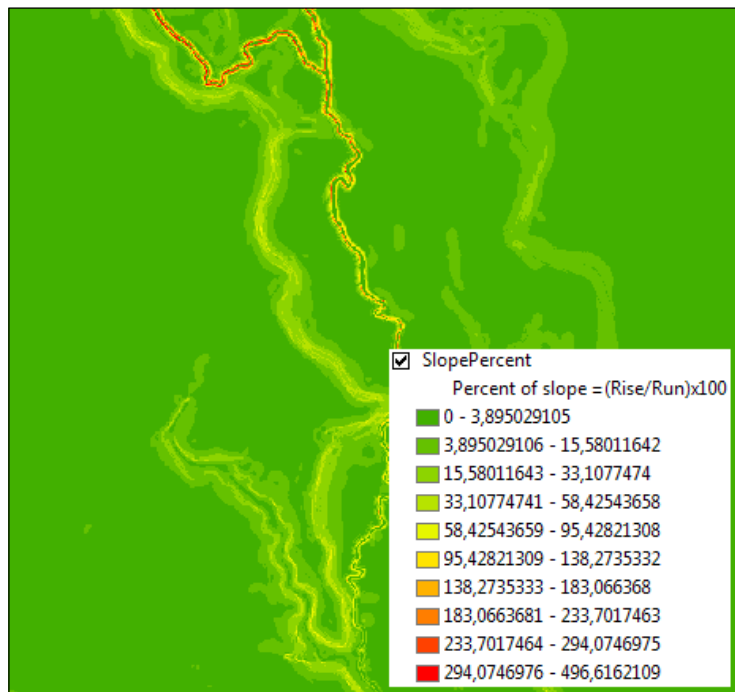 SlopePercent
Percent of slope =(Rise/Run)x100
0 - 3,895029105
3,895029106 - 15,58011642
15,58011643 - 33,1077474
33,10774741 - 58,42543658
58,42543659 - 95,42821308
95,42821309 - 138,2735332
138,2735333 - 183,066368
183,0663681 - 233,7017463
233,7017464 - 294,0746975
294,0746976 - 496,6162109